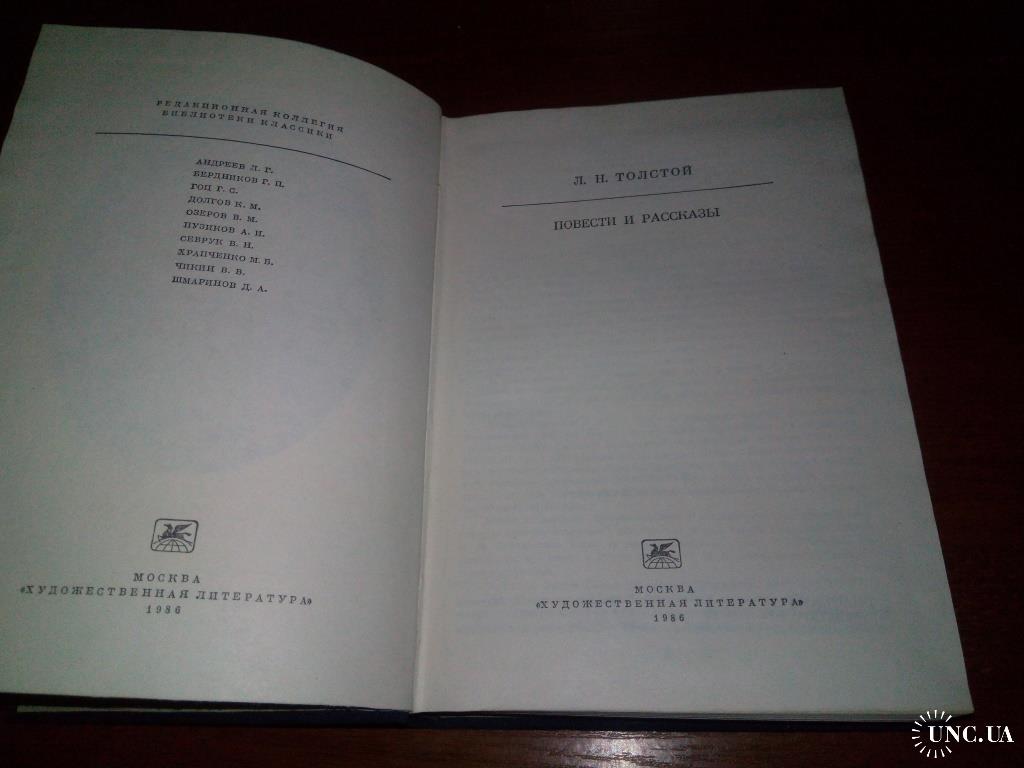 РЕДАКЦИОННАЯ КОЛЛЕГИЯ
БИБЛИОТЕКИ КЛАССИКИ
АНДРЕЕВ Л. Г.
БЕРДНИКОВ Г. П.
ГОЦ Г. С.
ДОЛГОВ К. М.
ОЗЕРОВ В. М.
ПУЗИКОВ А. И.
СЕВРУК В. Н.
ХРАПЧЕНКО М. Б.
ЧИКИН В. В.
ШМАРИНОВ Д. А.
МОСКВА
«ХУДОЖЕСТВЕННАЯ ЛИТЕРАТУРА»
1986
Л. Н. ТОЛСТОЙ
ПОВЕСТИ И РАССКАЗЫ
МОСКВА
«ХУДОЖЕСТВЕННАЯ ЛИТЕРАТУРА»
1986
UNC.UA